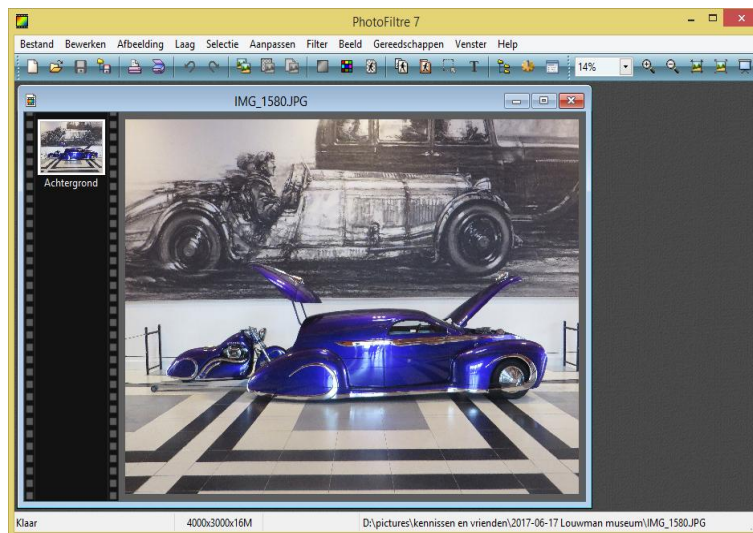 PhotoFiltre 7
Bestand Bewerken Afbeelding Laag Selectie Aanpassen Filter Beeld Gereedschappen Venster Help
T 14%
IMG_1580.JPG
Achtergrond
Klaar 4000x3000x16M D:\pictures\kennissen en vrienden\2017-06-17 Louwman museum\IMG_1580.JPG